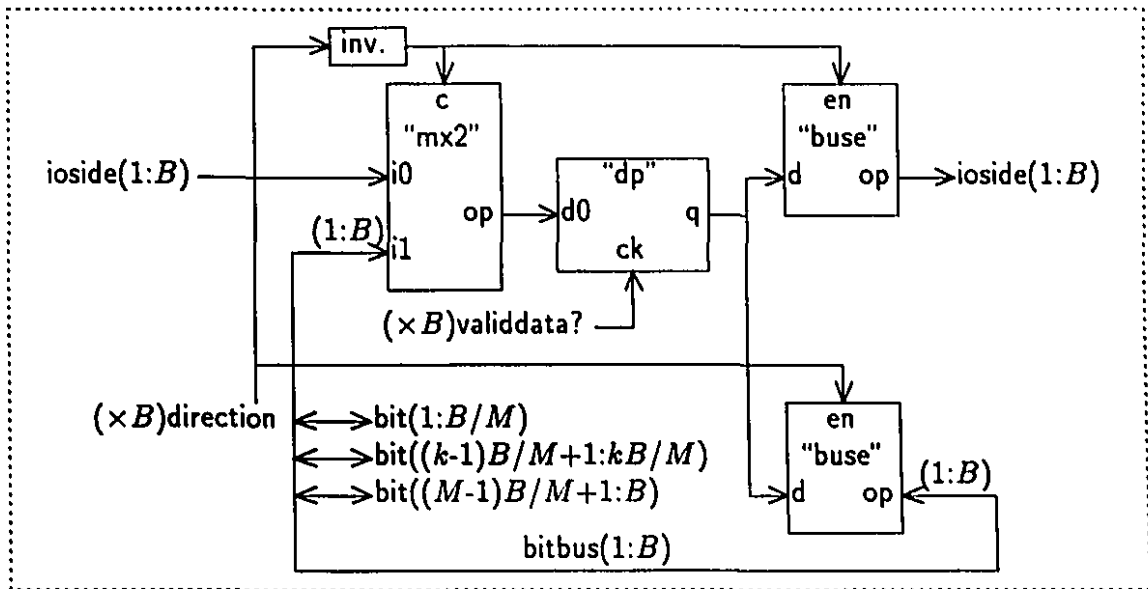 inv.
c
"mx2"
i0
op
i1
ioside(1:B)
(1:B)
"dp"
d0
q
ck
(×B)validdata?
en
"buse"
d
op
ioside(1:B)
(×B)direction
bit(1:B/M)
bit((k-1)B/M+1:kB/M)
bit((M-1)B/M+1:B)
en
"buse"
d
op
(1:B)
bitbus(1:B)